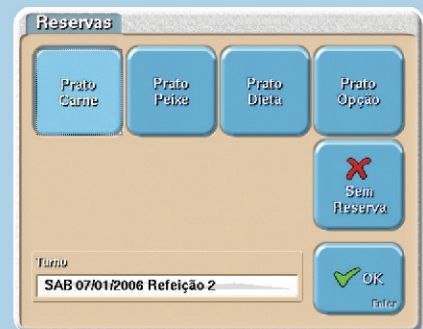 Reservas
Prato
Carne
Prato
Peixe
Prato
Dieta
Prato
Opção
Sem
Reserva
Turno
SAB 07/01/2006 Refeição 2
OK
Enter